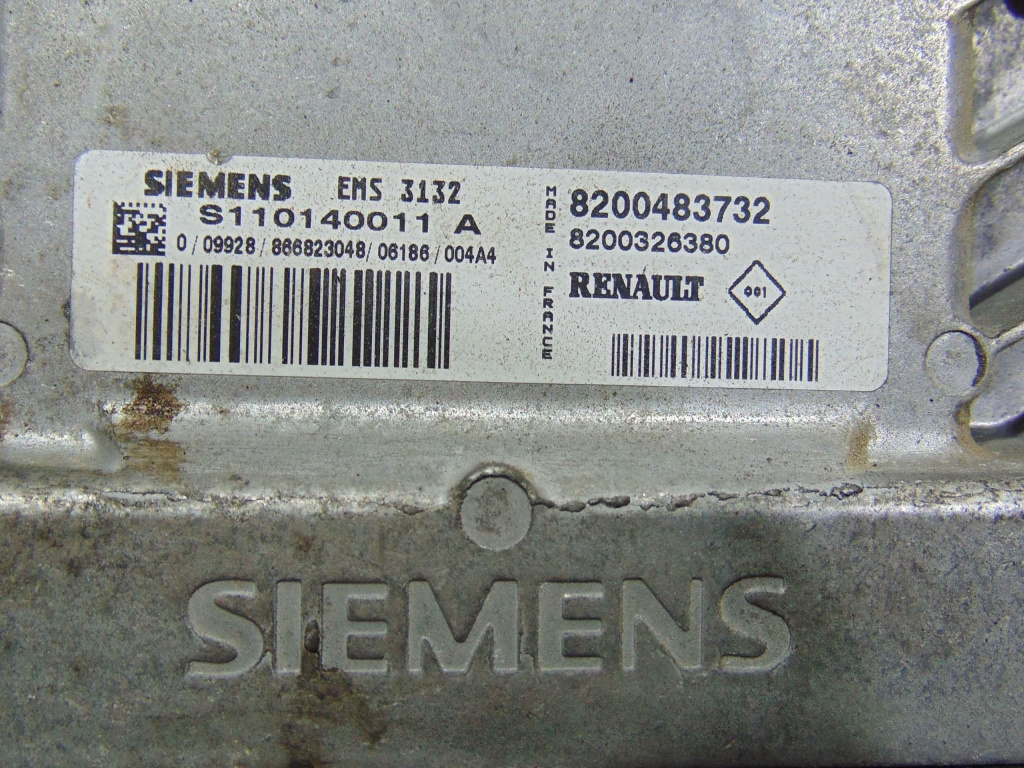 SIEMENS EMS 3132
S110140011 A
0 / 09928 / 866823048 / 06186 / 004A4
MADE IN FRANCE
8200483732
8200326380
RENAULT 001
SIEMENS